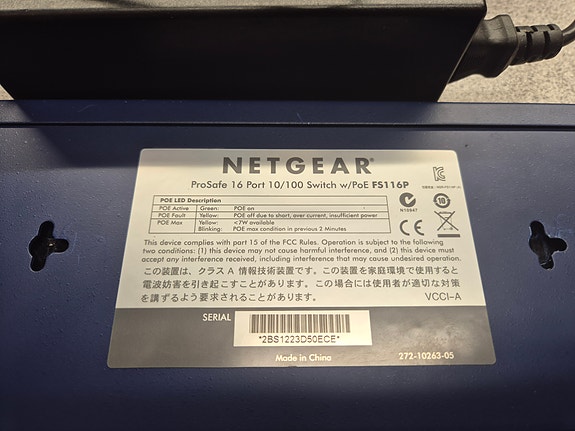 NETGEAR®
ProSafe 16 Port 10/100 Switch w/PoE FS116P
POE LED Description
POE Active Green: POE on
POE Fault Yellow: POE off due to short, over current, insufficient power
POE Max Yellow: <7W available
Blinking: POE max condition in previous 2 Minutes
N10947
10
This device complies with part 15 of the FCC Rules. Operation is subject to the following
two conditions: (1) this device may not cause harmful interference, and (2) this device must
accept any interference received, including interference that may cause undesired operation.
この装置は、クラス A 情報技術装置です。この装置を家庭環境で使用すると
電波妨害を引き起こすことがあります。この場合には使用者が適切な対策
を講ずるよう要求されることがあります。
VCCI-A
SERIAL
*2BS1223D50ECE*
Made in China
272-10263-05